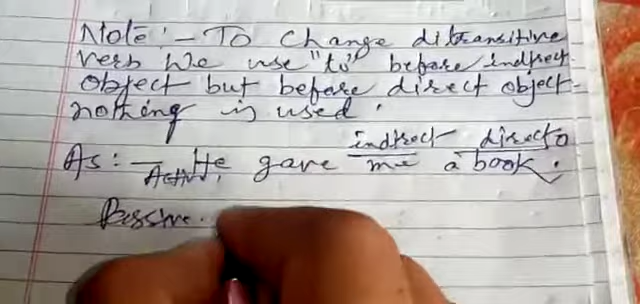 Note :- To change ditransitive
verb we use "to" before indirect
object but before direct object
nothing is used.
indirect direct o
As: — He gave me a book.
Active.
Passive.